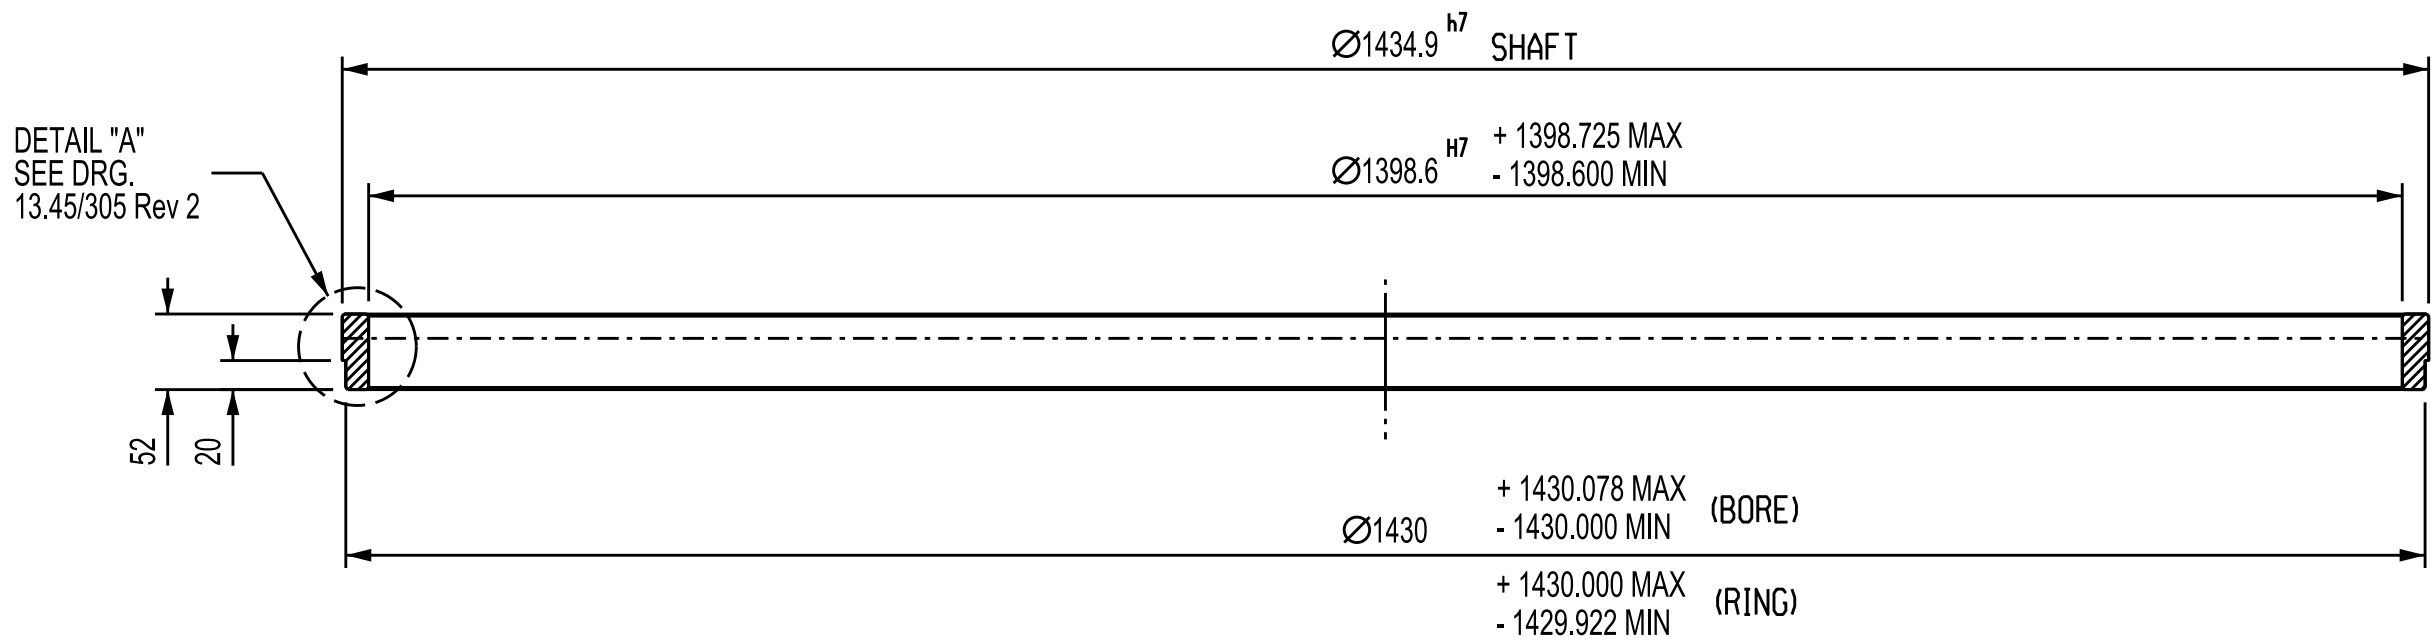 Ø1434.9 h7 SHAFT
DETAIL "A"
SEE DRG.
13.45/305 Rev 2
+ 1398.725 MAX
Ø1398.6 H7
- 1398.600 MIN
52
20
+ 1430.078 MAX
(BORE)
Ø1430
- 1430.000 MIN
+ 1430.000 MAX
(RING)
- 1429.922 MIN